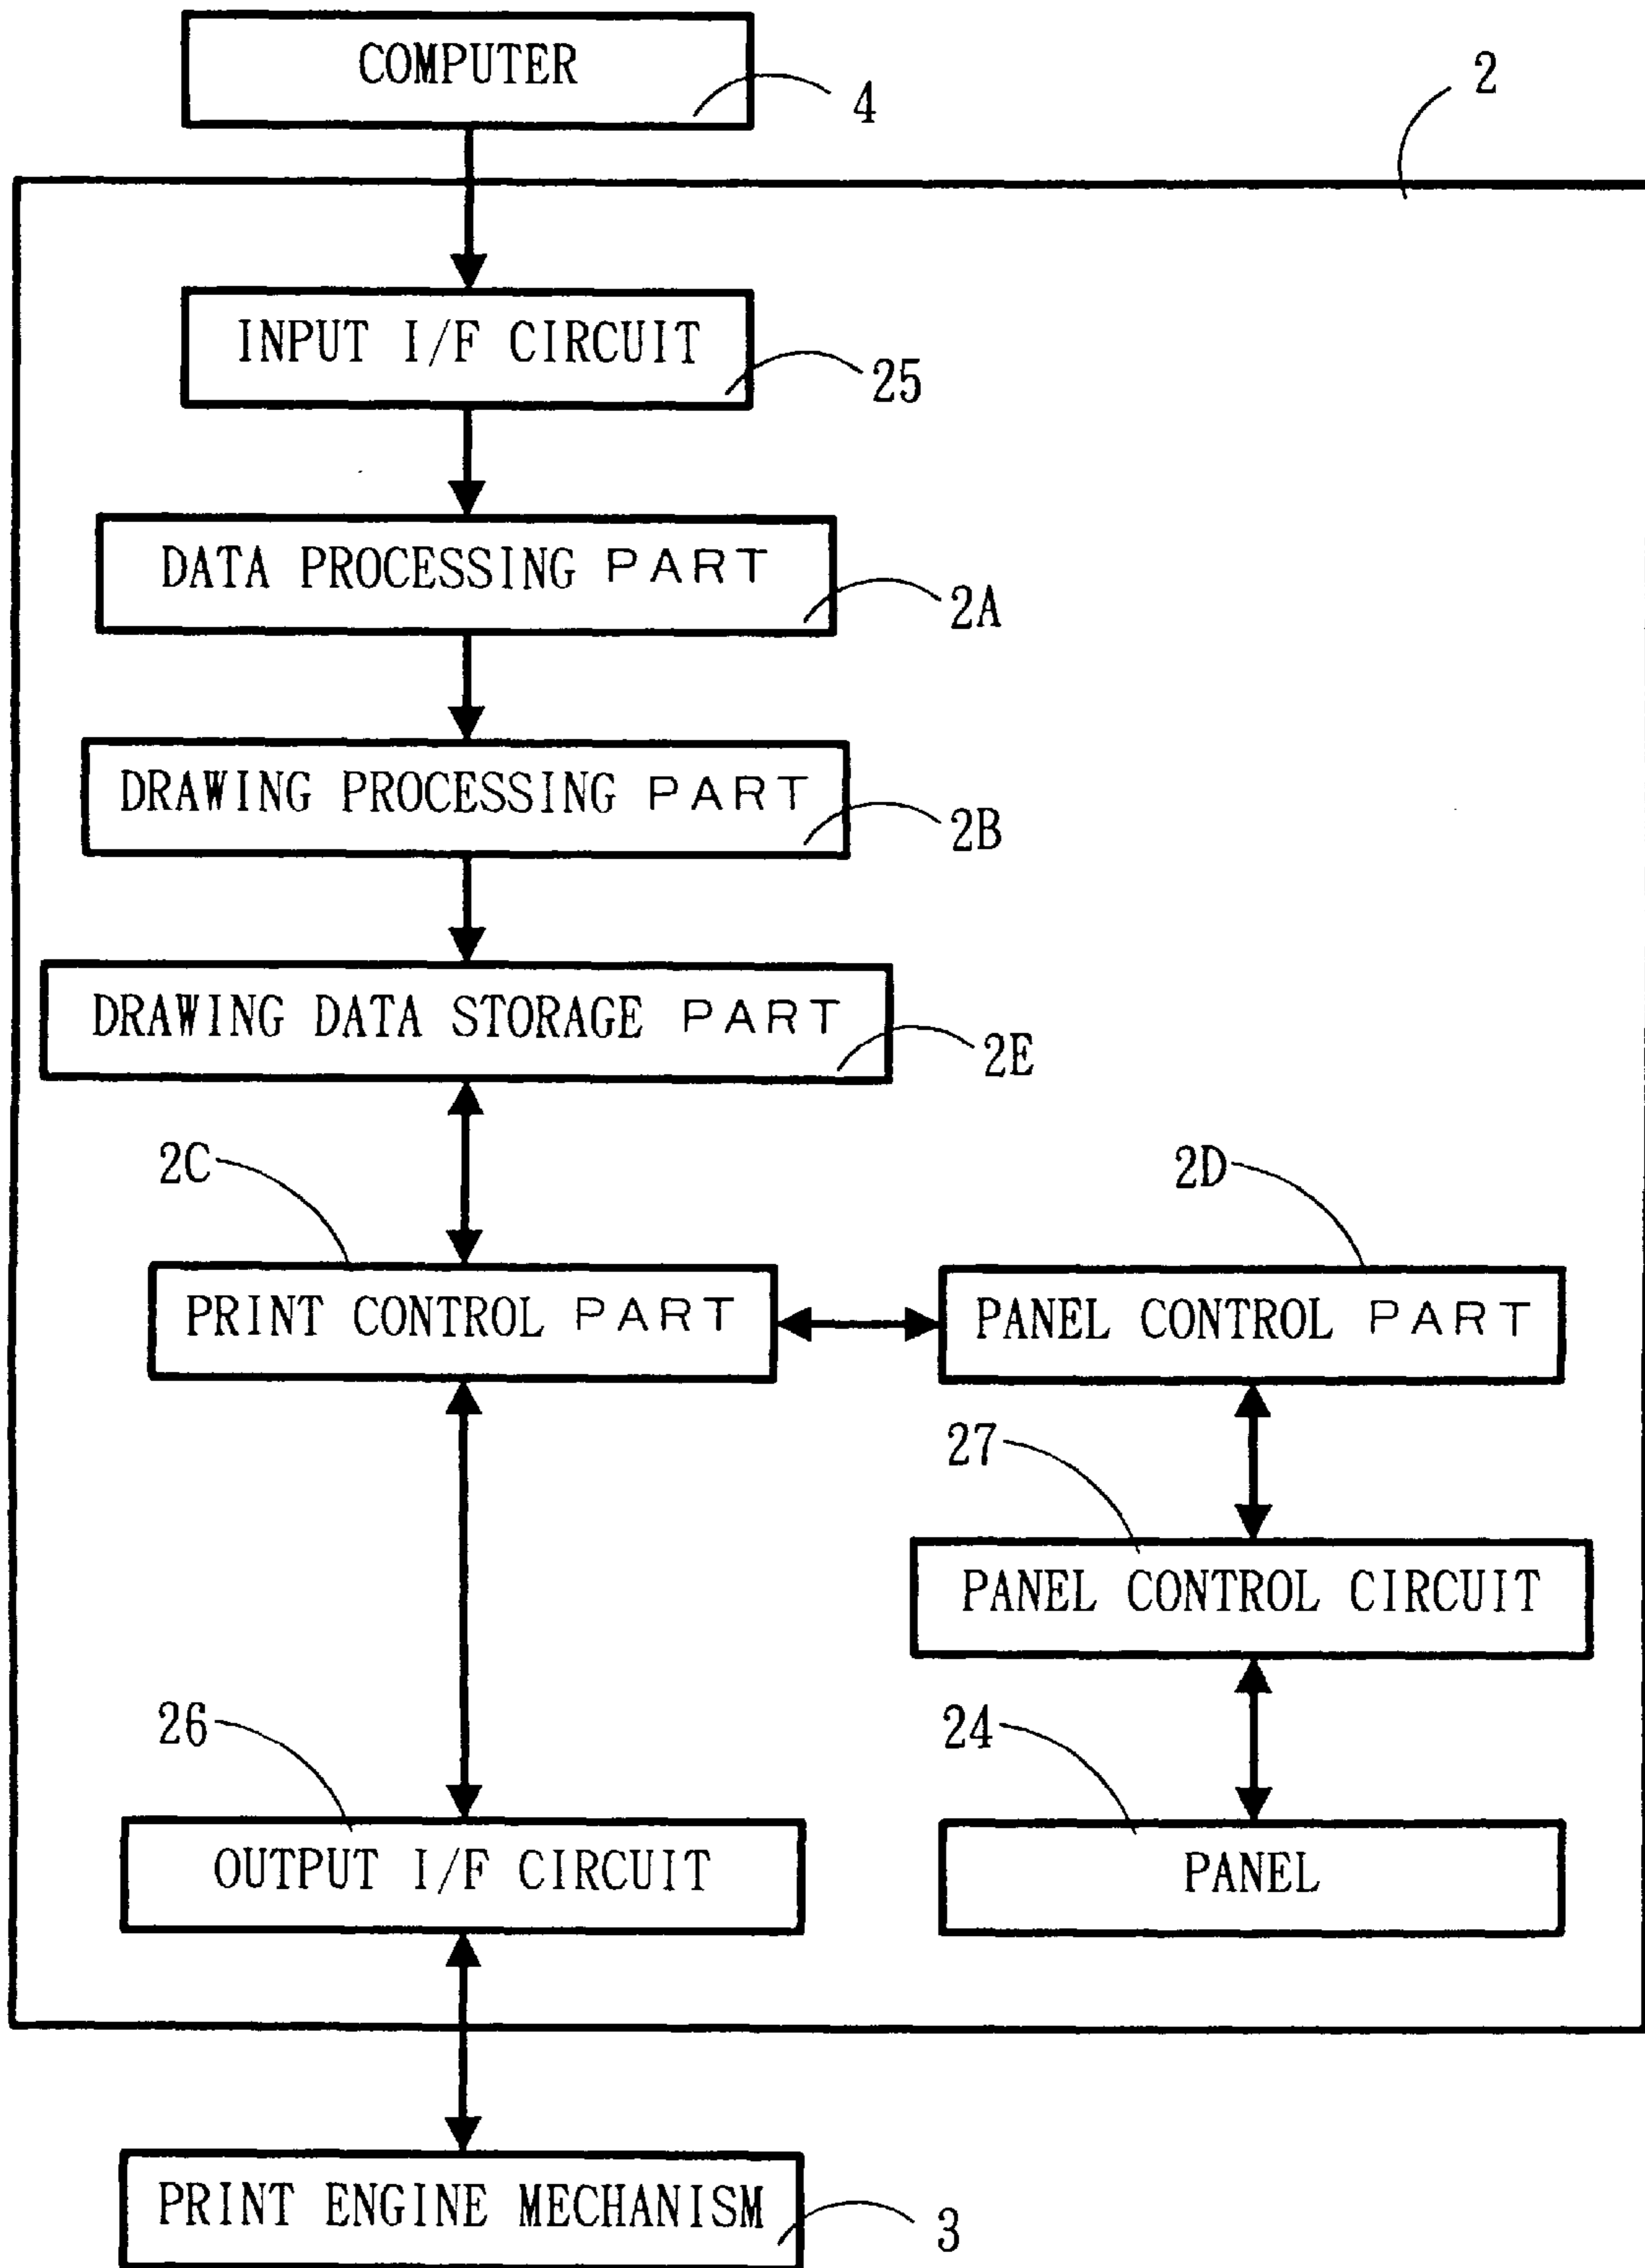 COMPUTER
4
2
INPUT I/F CIRCUIT
25
DATA PROCESSING PART
2A
DRAWING PROCESSING PART
2B
DRAWING DATA STORAGE PART
2E
2C
2D
PRINT CONTROL PART
PANEL CONTROL PART
27
PANEL CONTROL CIRCUIT
26
24
OUTPUT I/F CIRCUIT
PANEL
PRINT ENGINE MECHANISM
3